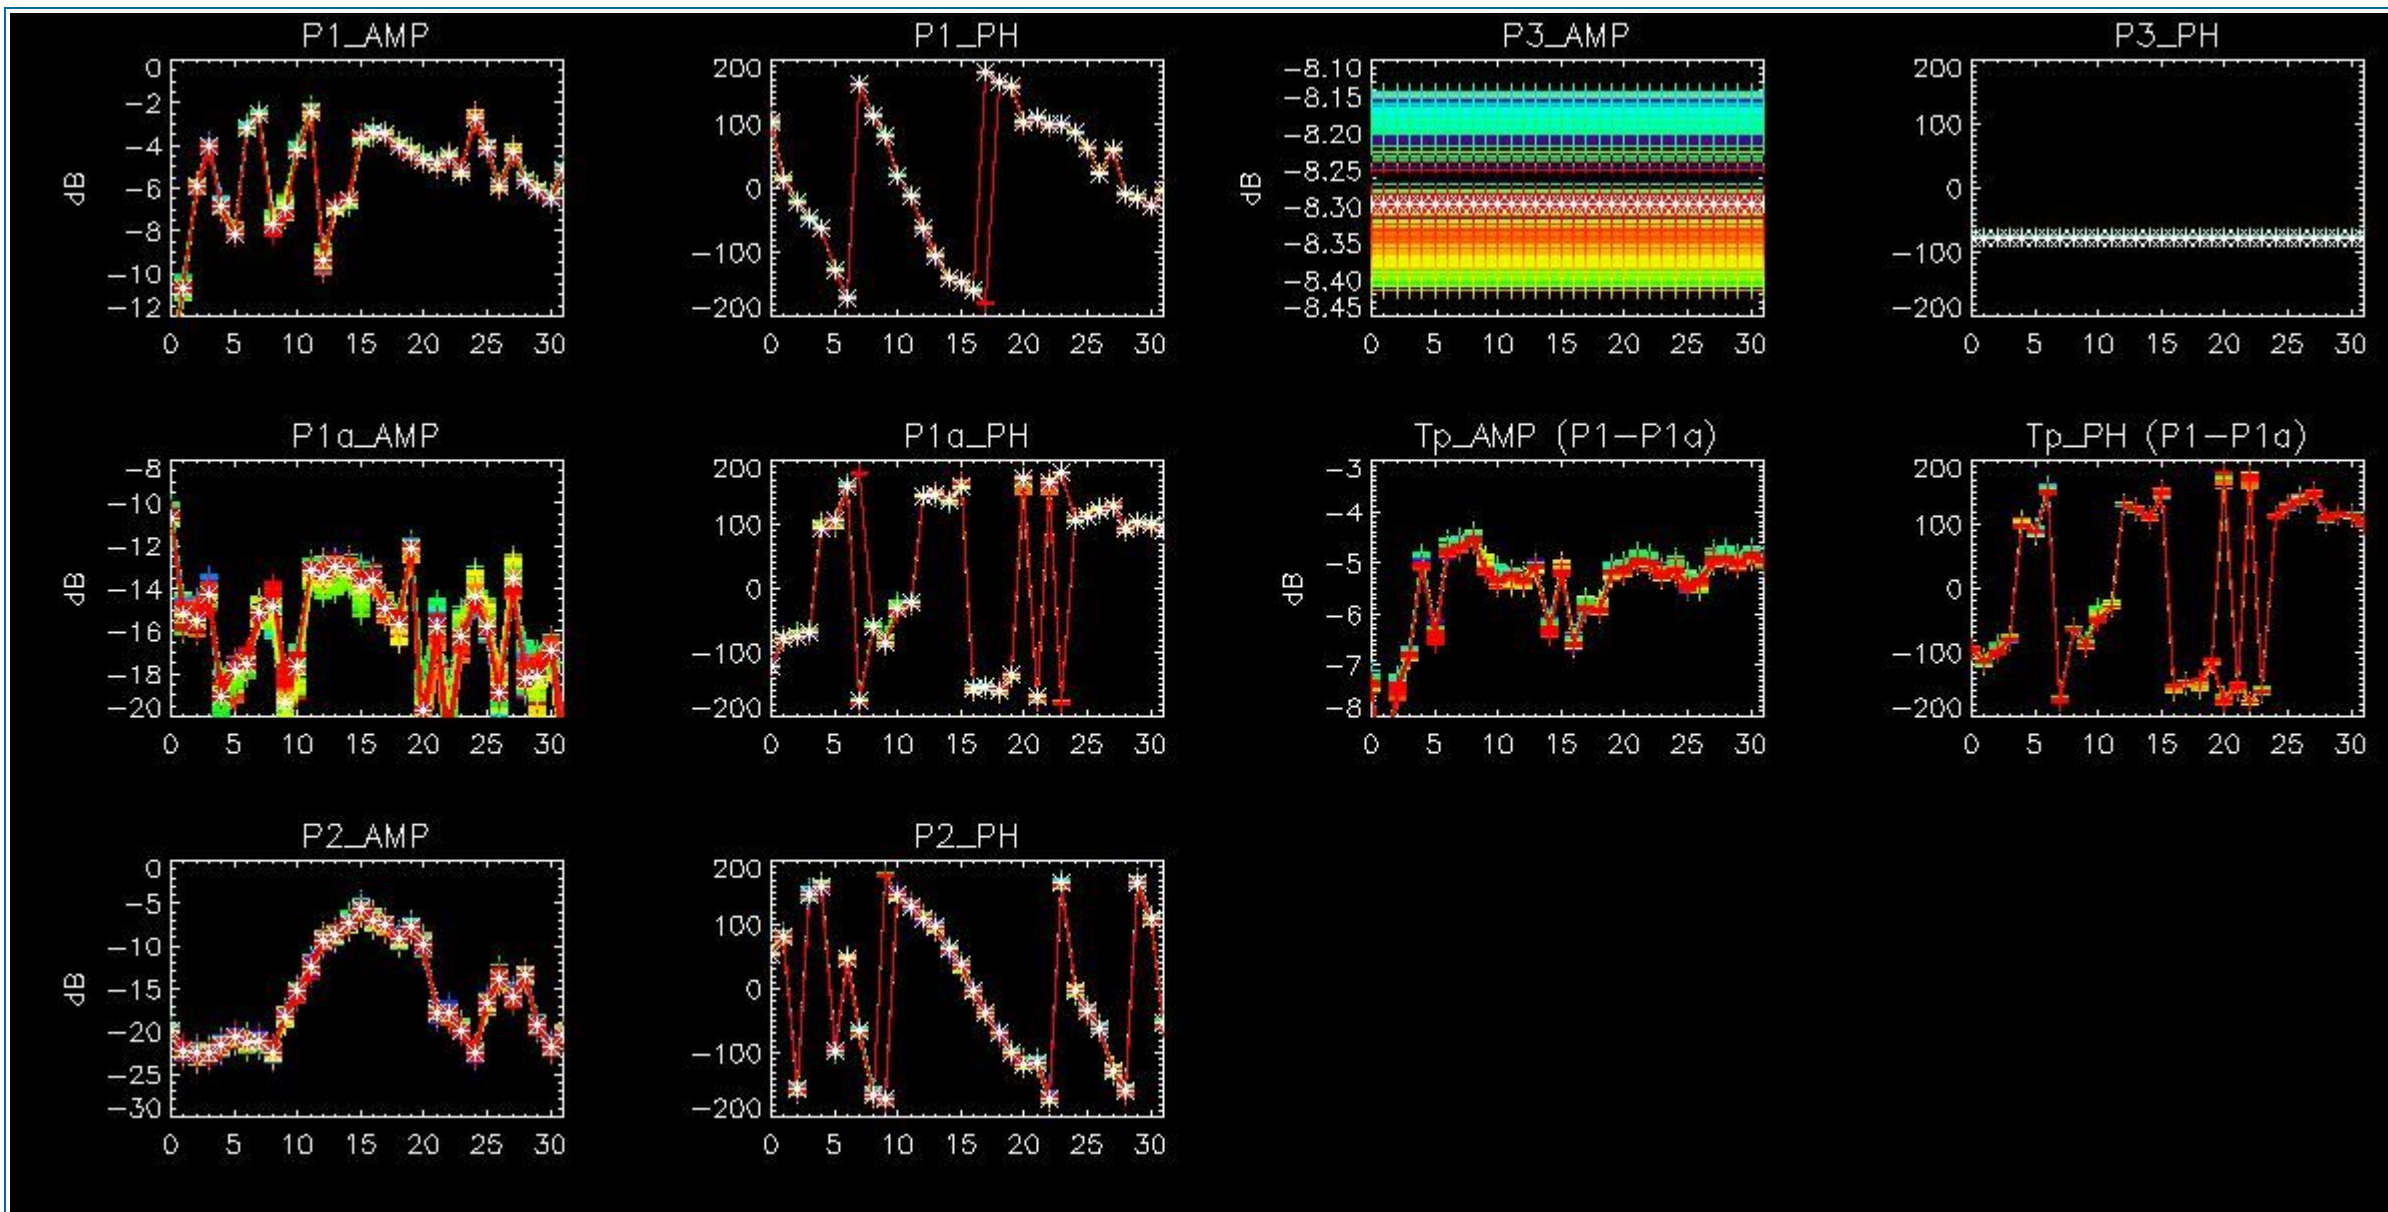 P1_AMP
0
−2
−4
−6
−8
−10
−12
dB
0 5 10 15 20 25 30
P1_PH
200
100
0
−100
−200
0 5 10 15 20 25 30
P3_AMP
−8.10
−8.15
−8.20
−8.25
−8.30
−8.35
−8.40
−8.45
dB
0 5 10 15 20 25 30
P3_PH
200
100
0
−100
−200
0 5 10 15 20 25 30
P1a_AMP
−8
−10
−12
−14
−16
−18
−20
dB
0 5 10 15 20 25 30
P1a_PH
200
100
0
−100
−200
0 5 10 15 20 25 30
Tp_AMP (P1−P1a)
−3
−4
−5
−6
−7
−8
dB
0 5 10 15 20 25 30
Tp_PH (P1−P1a)
200
100
0
−100
−200
0 5 10 15 20 25 30
P2_AMP
0
−5
−10
−15
−20
−25
−30
dB
0 5 10 15 20 25 30
P2_PH
200
100
0
−100
−200
0 5 10 15 20 25 30